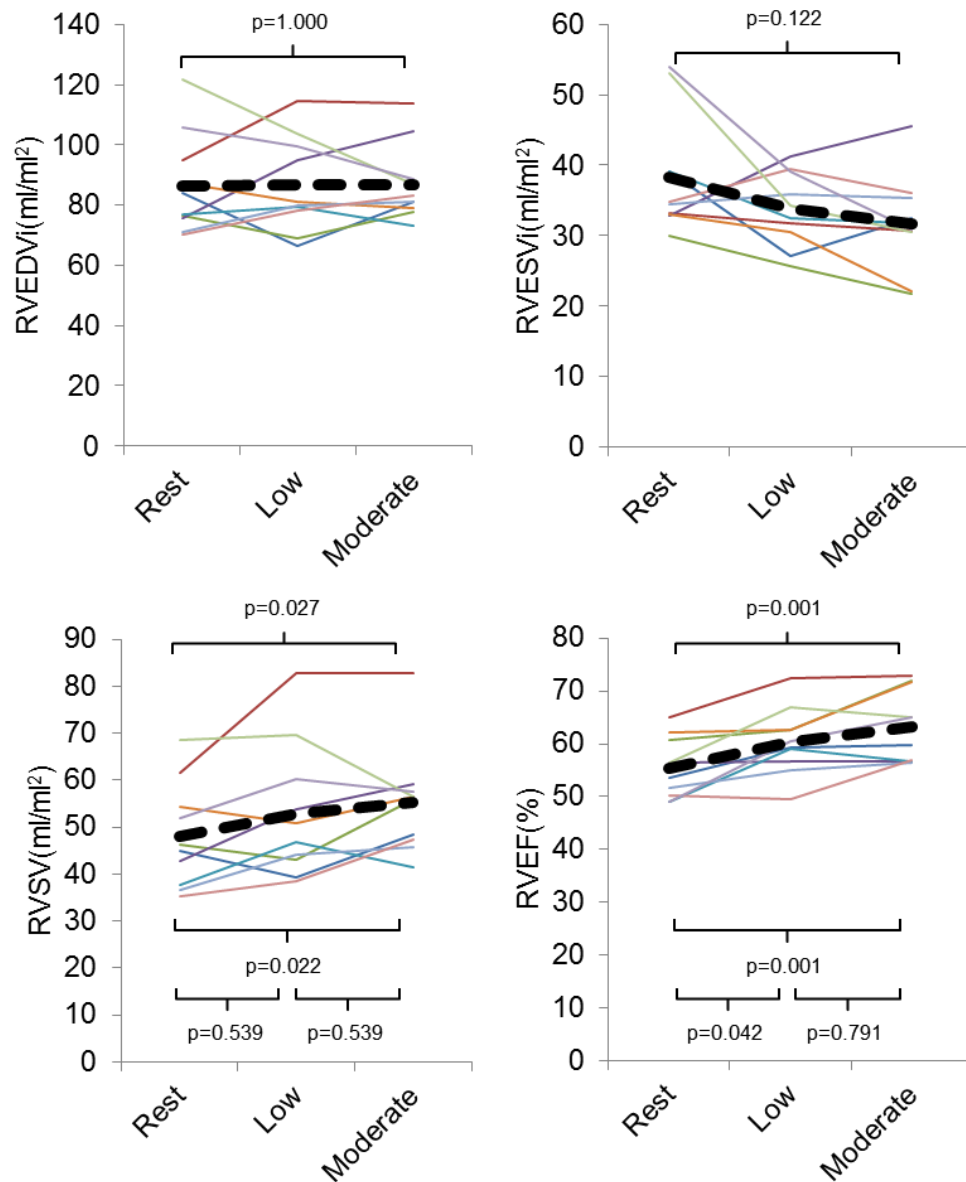 p=1.000
RVEDVi(ml/ml²)
140
120
100
80
60
40
20
0
Rest
Low
Moderate
p=0.122
RVESVi(ml/ml²)
60
50
40
30
20
10
0
Rest
Low
Moderate
p=0.027
RVSV(ml/ml²)
90
80
70
60
50
40
30
20
10
0
p=0.022
p=0.539
p=0.539
Rest
Low
Moderate
p=0.001
RVEF(%)
80
70
60
50
40
30
20
10
0
p=0.001
p=0.042
p=0.791
Rest
Low
Moderate